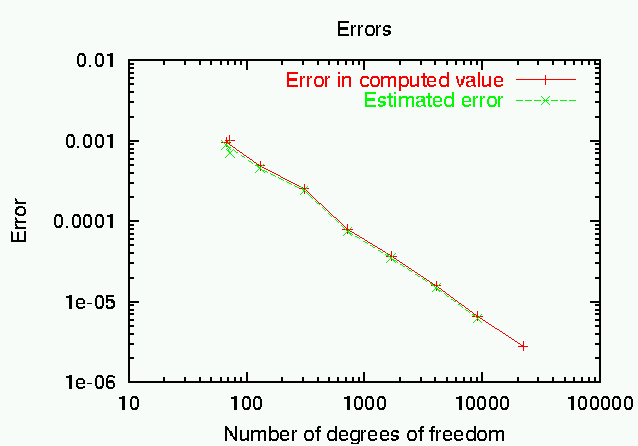 Errors
0.01
Error in computed value
Estimated error
0.001
0.0001
1e-05
1e-06
Error
10 100 1000 10000 100000
Number of degrees of freedom